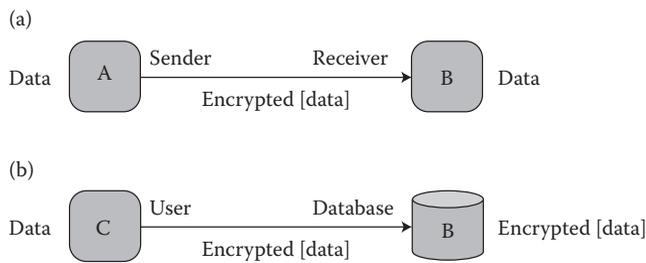 (a)
Sender Receiver
Data A B Data
Encrypted [data]
(b)
User Database
Data C B Encrypted [data]
Encrypted [data]